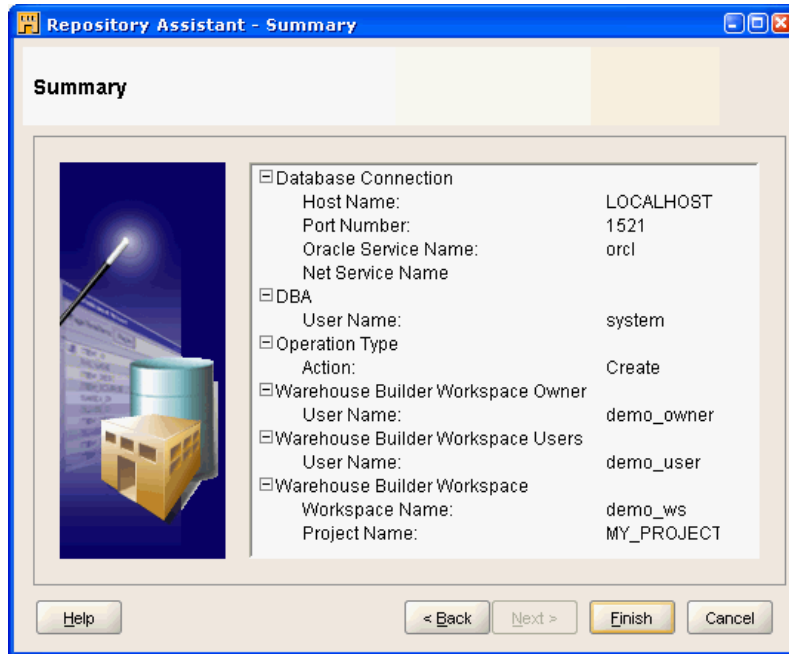 Repository Assistant - Summary
Summary
Database Connection
Host Name: LOCALHOST
Port Number: 1521
Oracle Service Name: orcl
Net Service Name
DBA
User Name: system
Operation Type
Action: Create
Warehouse Builder Workspace Owner
User Name: demo_owner
Warehouse Builder Workspace Users
User Name: demo_user
Warehouse Builder Workspace
Workspace Name: demo_ws
Project Name: MY_PROJECT
Help < Back Next > Finish Cancel